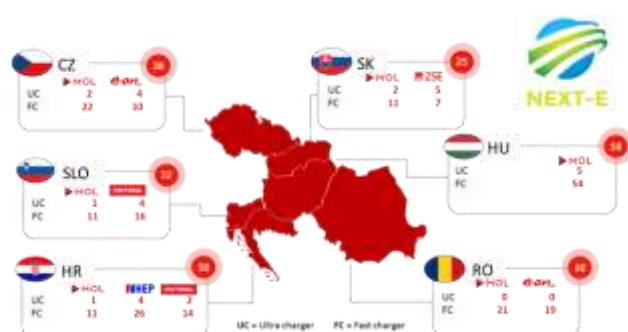 NEXT-E
CZ
MOL e-on
UC 2 4
FC 22 10
SK
MOL ZSE
UC 2 5
FC 11 7
25
HU
MOL
UC 5
FC 54
SLO
MOL
UC 1 4
FC 11 16
HR
MOL HEP
UC 1 4 2
FC 11 26 14
RO
MOL e-on
UC 0 0
FC 21 19
UC = Ultra charger FC = Fast charger